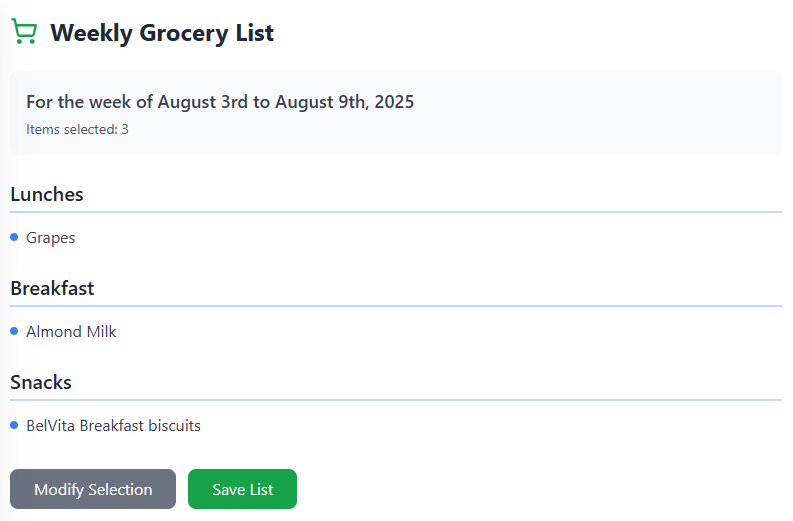 Weekly Grocery List
For the week of August 3rd to August 9th, 2025
Items selected: 3
Lunches
Grapes
Breakfast
Almond Milk
Snacks
BelVita Breakfast biscuits
Modify Selection
Save List